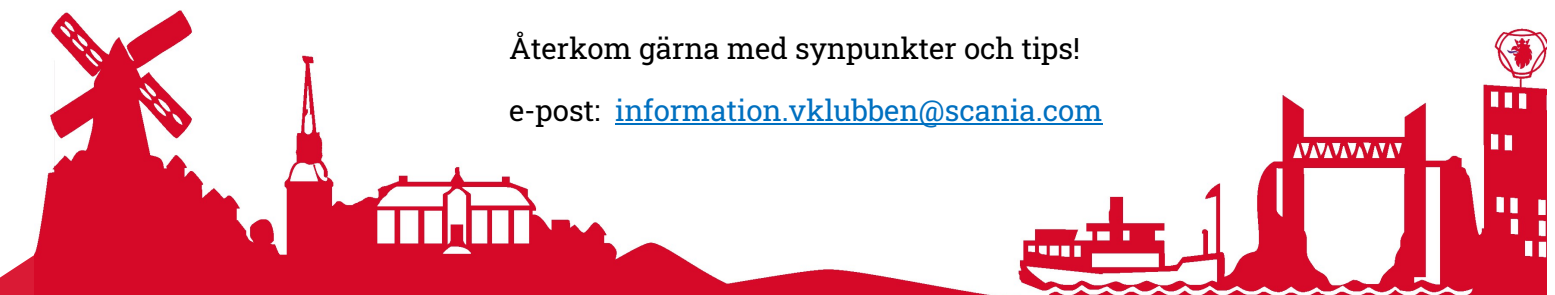 Återkom gärna med synpunkter och tips!
e-post: information.vklubben@scania.com